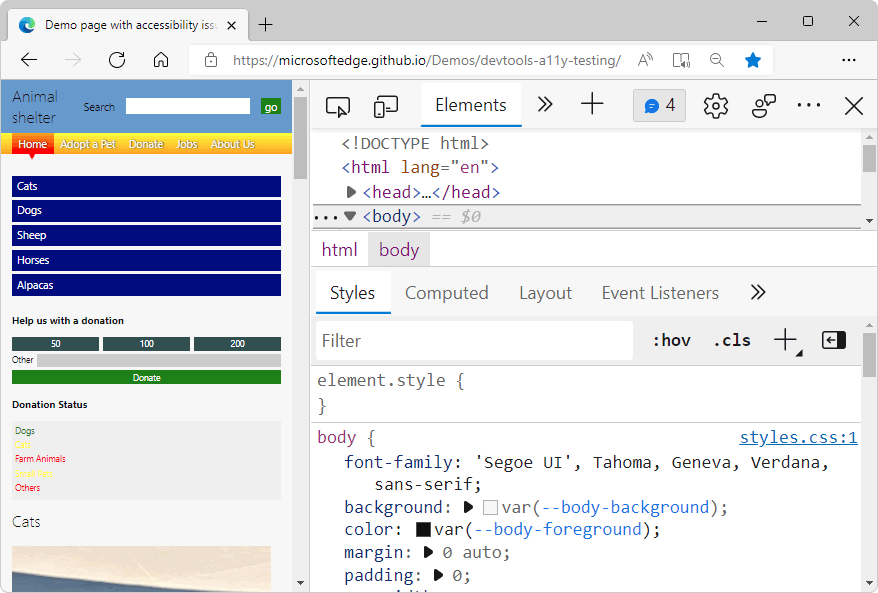 Demo page with accessibility iss
https://microsoftedge.github.io/Demos/devtools-a11y-testing/
Animal
shelter
Search
go
Home Adopt a Pet Donate Jobs About Us
Cats
Dogs
Sheep
Horses
Alpacas
Help us with a donation
50 100 200
Other
Donate
Donation Status
Dogs
Cats
Farm Animals
Small Pets
Others
Cats
Elements
4
<!DOCTYPE html>
<html lang="en">
<head>…</head>
… <body> == $0
html body
Styles Computed Layout Event Listeners
Filter :hov .cls
element.style {
}
body { styles.css:1
font-family: 'Segoe UI', Tahoma, Geneva, Verdana,
sans-serif;
background: var(--body-background);
color: var(--body-foreground);
margin: 0 auto;
padding: 0;